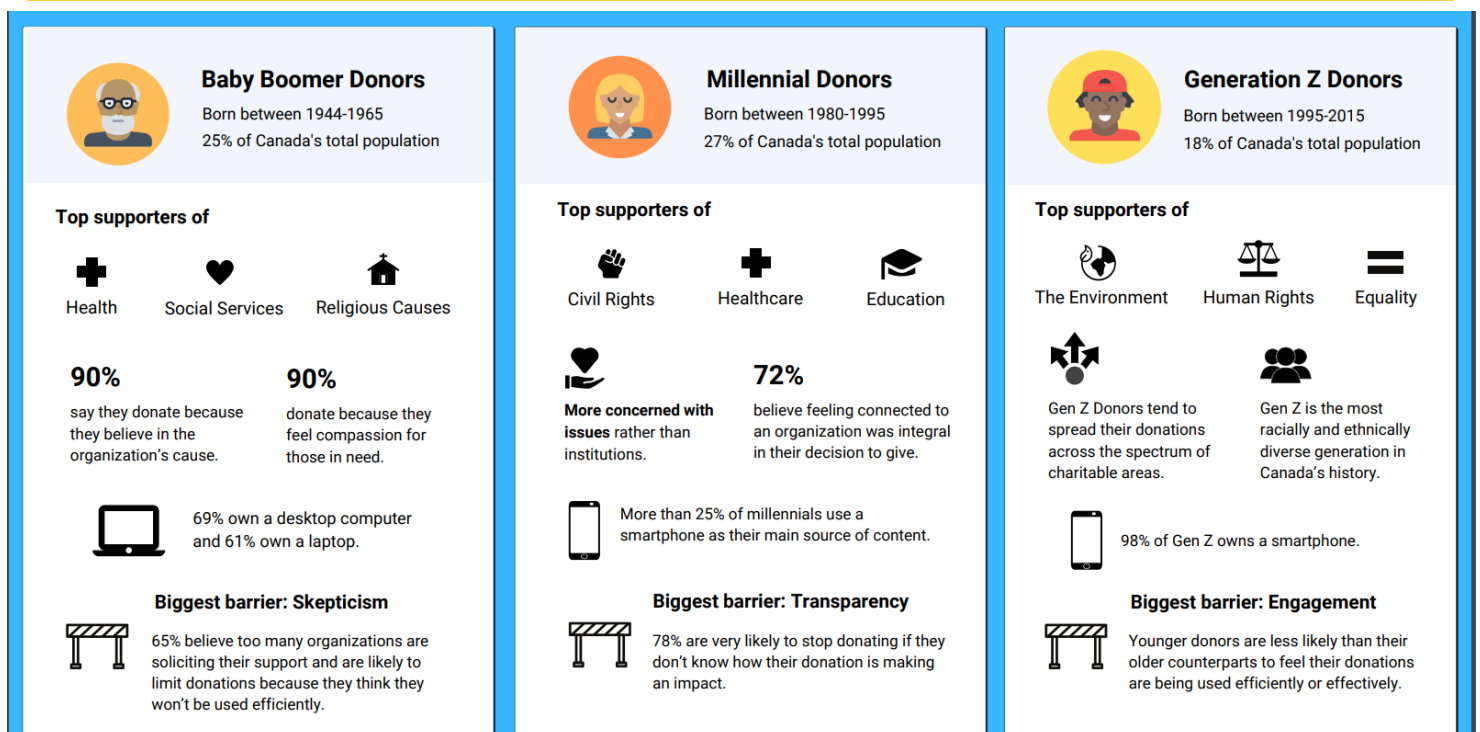 Baby Boomer Donors
Born between 1944-1965
25% of Canada's total population
Top supporters of
Health
Social Services
Religious Causes
90%
say they donate because
they believe in the
organization's cause.
90%
donate because they
feel compassion for
those in need.
69% own a desktop computer
and 61% own a laptop.
Biggest barrier: Skepticism
65% believe too many organizations are
soliciting their support and are likely to
limit donations because they think they
won't be used efficiently.
Millennial Donors
Born between 1980-1995
27% of Canada's total population
Top supporters of
Civil Rights
Healthcare
Education
More concerned with
issues rather than
institutions.
72%
believe feeling connected to
an organization was integral
in their decision to give.
More than 25% of millennials use a
smartphone as their main source of content.
Biggest barrier: Transparency
78% are very likely to stop donating if they
don't know how their donation is making
an impact.
Generation Z Donors
Born between 1995-2015
18% of Canada's total population
Top supporters of
The Environment
Human Rights
Equality
Gen Z Donors tend to
spread their donations
across the spectrum of
charitable areas.
Gen Z is the most
racially and ethnically
diverse generation in
Canada's history.
98% of Gen Z owns a smartphone.
Biggest barrier: Engagement
Younger donors are less likely than their
older counterparts to feel their donations
are being used efficiently or effectively.